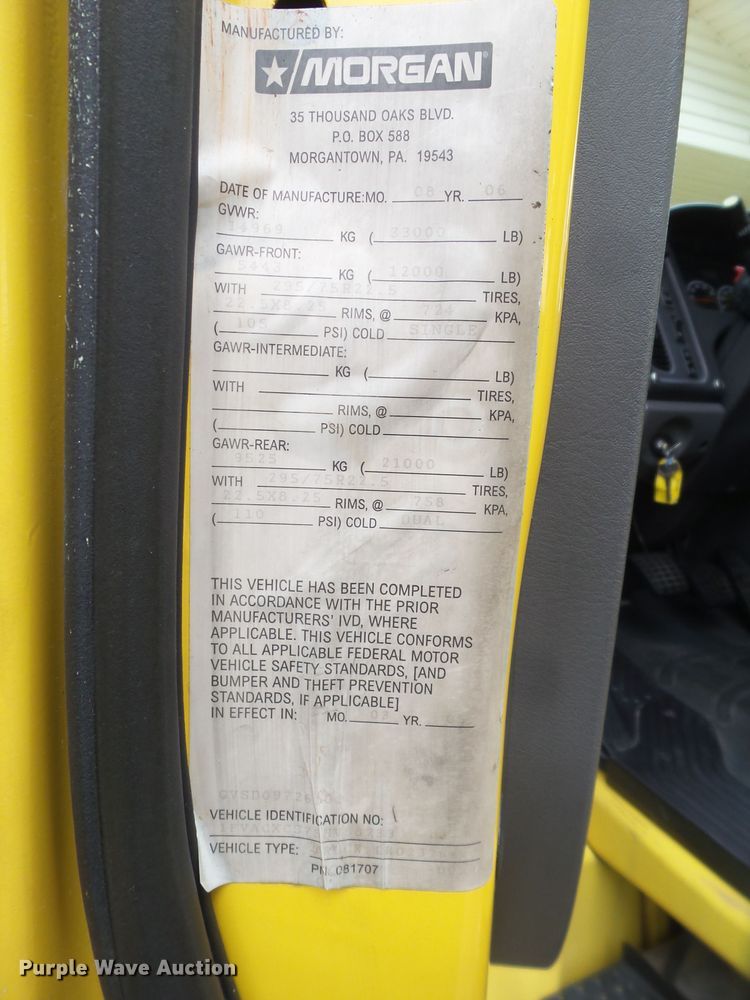 MANUFACTURED BY:
MORGAN
35 THOUSAND OAKS BLVD.
P.O. BOX 588
MORGANTOWN, PA. 19543
DATE OF MANUFACTURE:MO. 08 YR. 06
GVWR:
14969 KG ( 33000 LB)
GAWR-FRONT:
5443 KG ( 12000 LB)
WITH 295/75R22.5 TIRES,
22.5X8.25 RIMS, @ 724 KPA,
( 105 PSI) COLD SINGLE
GAWR-INTERMEDIATE:
KG ( LB)
WITH TIRES,
RIMS, @ KPA,
( PSI) COLD
GAWR-REAR:
9525 KG ( 21000 LB)
WITH 295/75R22.5 TIRES,
22.5X8.25 RIMS, @ 758 KPA,
( 110 PSI) COLD DUAL
THIS VEHICLE HAS BEEN COMPLETED
IN ACCORDANCE WITH THE PRIOR
MANUFACTURERS' IVD, WHERE
APPLICABLE. THIS VEHICLE CONFORMS
TO ALL APPLICABLE FEDERAL MOTOR
VEHICLE SAFETY STANDARDS, [AND
BUMPER AND THEFT PREVENTION
STANDARDS, IF APPLICABLE]
IN EFFECT IN: MO. YR.
VEHICLE IDENTIFICATION NO:
VEHICLE TYPE:
PN. 081707
Purple Wave Auction